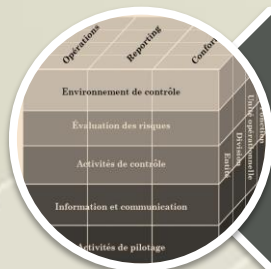 Opérations
Reporting
Environnement de contrôle
Évaluation des risques
Activités de contrôle
Information et communication
Activités de pilotage
Entité
Division
Unité opérationnelle